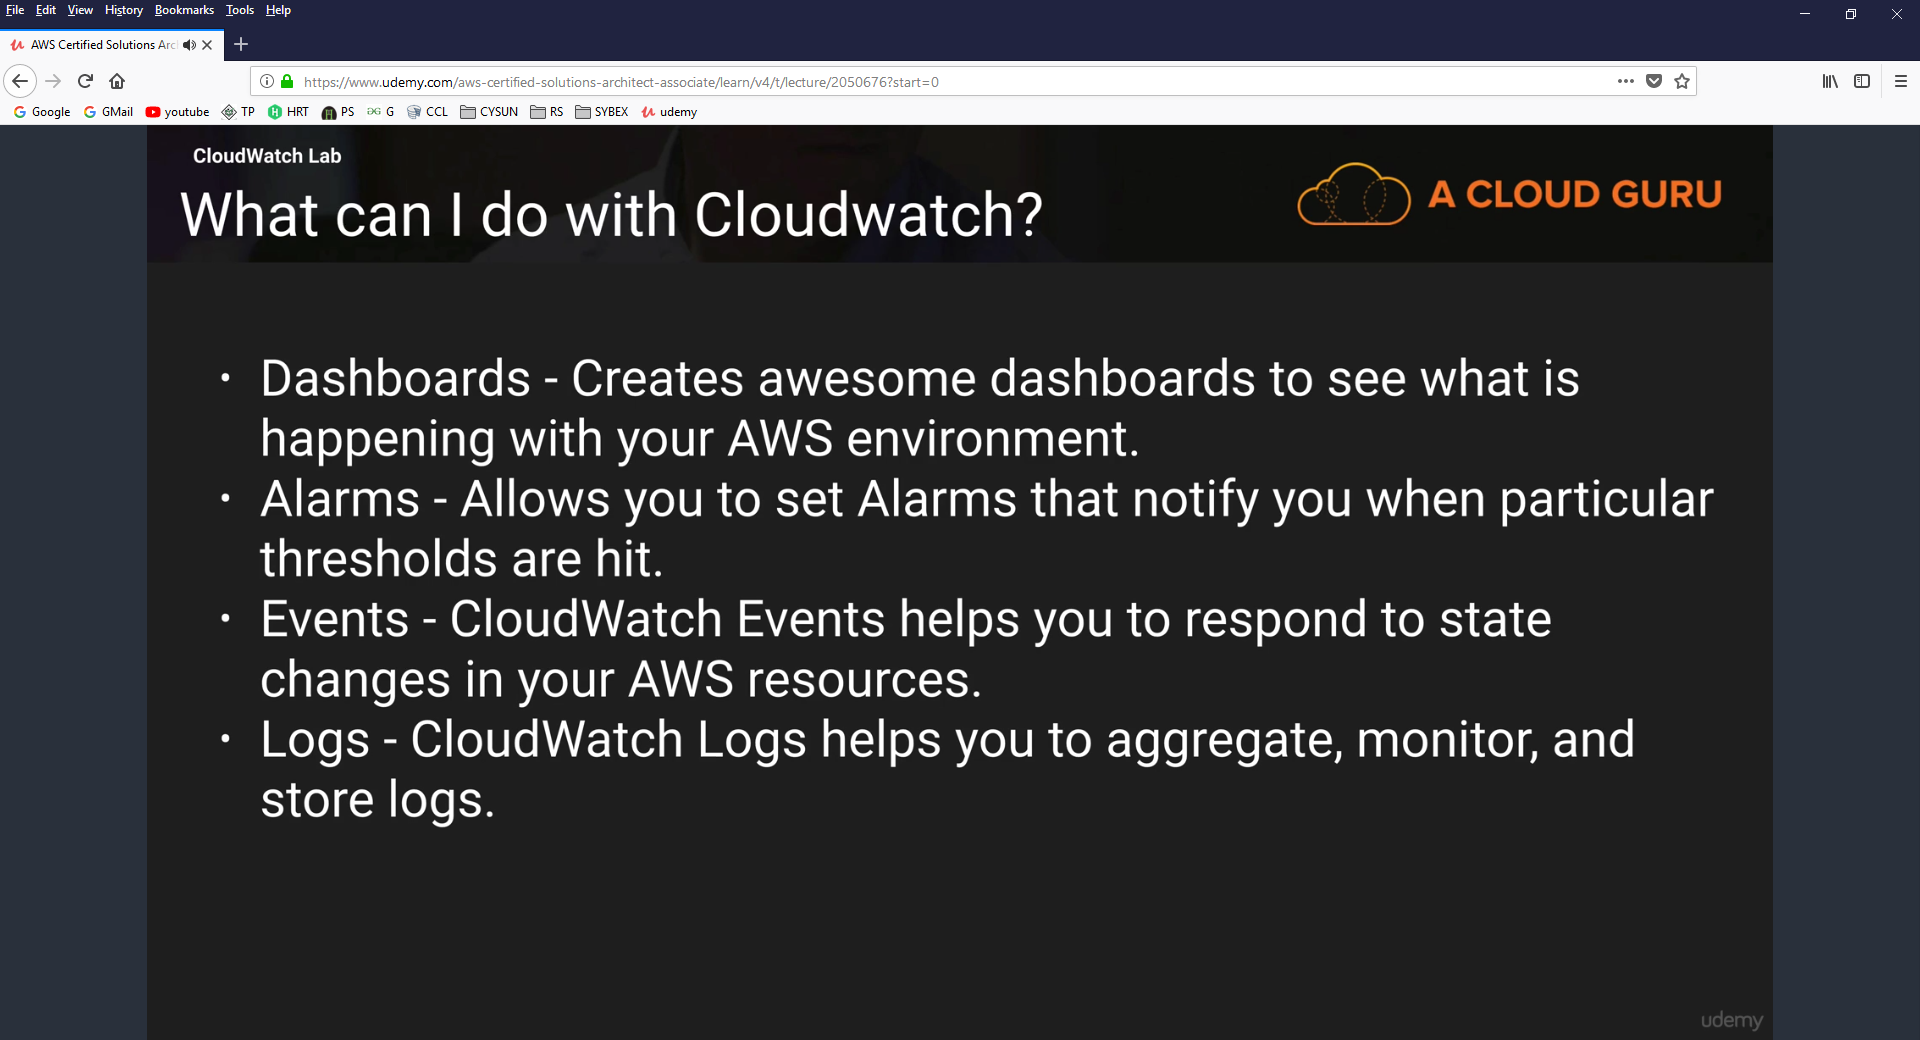 File Edit View History Bookmarks Tools Help
AWS Certified Solutions Arc
https://www.udemy.com/aws-certified-solutions-architect-associate/learn/v4/t/lecture/2050676?start=0
Google GMail youtube TP HRT PS G CCL CYSUN RS SYBEX udemy
CloudWatch Lab
What can I do with Cloudwatch?
A CLOUD GURU
• Dashboards - Creates awesome dashboards to see what is
happening with your AWS environment.
• Alarms - Allows you to set Alarms that notify you when particular
thresholds are hit.
• Events - CloudWatch Events helps you to respond to state
changes in your AWS resources.
• Logs - CloudWatch Logs helps you to aggregate, monitor, and
store logs.
udemy